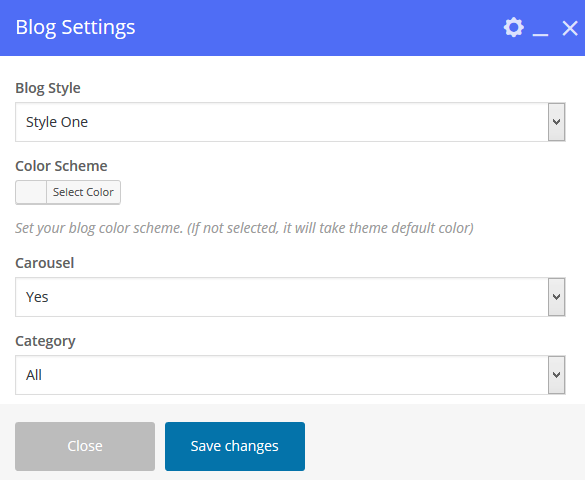 Blog Settings
Blog Style
Style One
Color Scheme
Select Color
Set your blog color scheme. (If not selected, it will take theme default color)
Carousel
Yes
Category
All
Close
Save changes